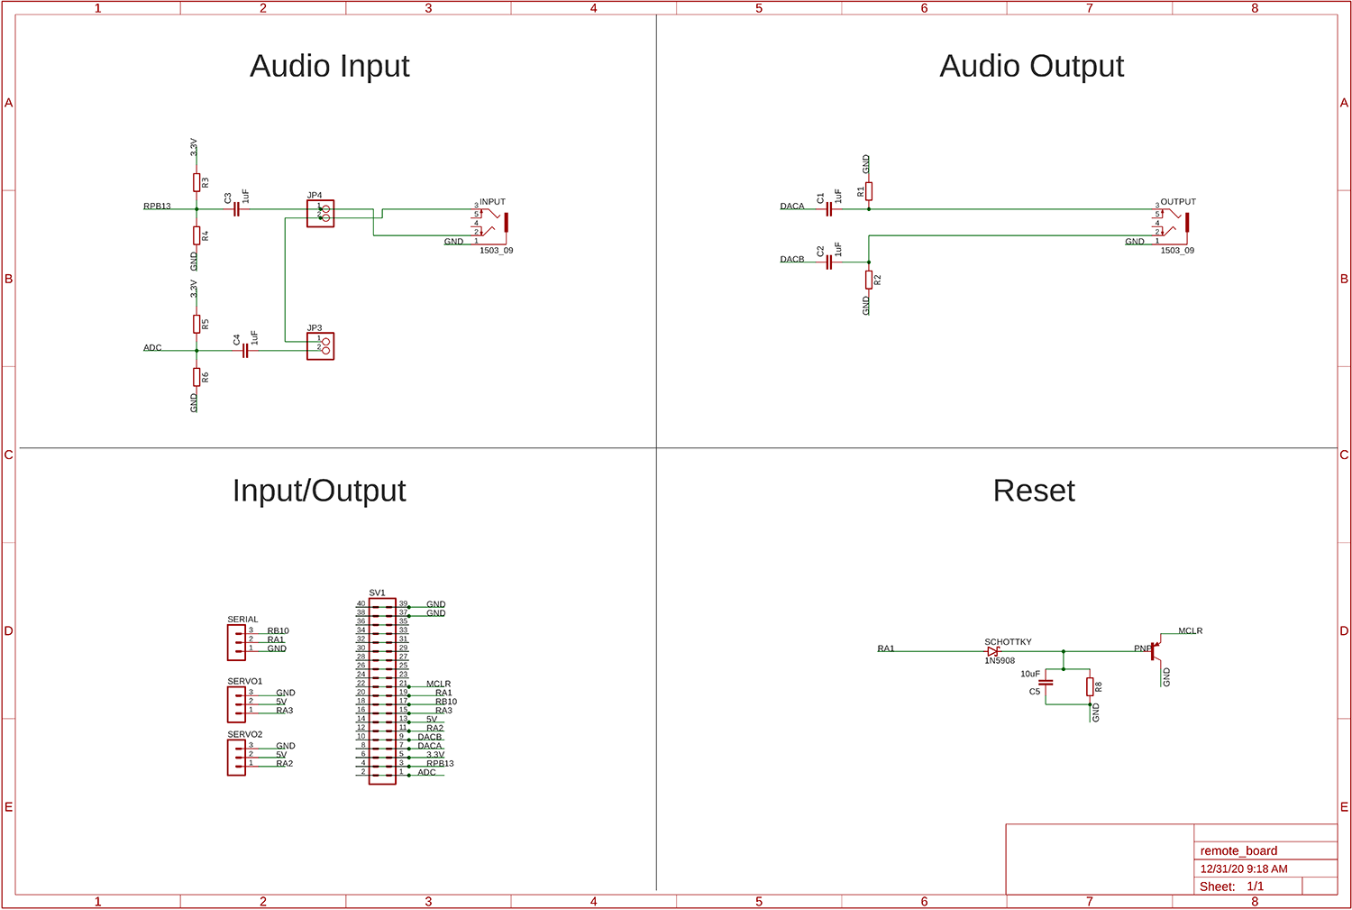 1 2 3 4 5 6 7 8
A A
B B
C C
D D
E E
Audio Input
3.3V
R3
RPB13
C3
1uF
R4
GND
JP4
1
2
INPUT
3
5
4
2
1
GND
1503_09
3.3V
R5
ADC
C4
1uF
R6
GND
JP3
1
2
Audio Output
GND
R1
DACA
C1
1uF
DACB
C2
1uF
R2
GND
OUTPUT
3
5
4
2
1
GND
1503_09
Input/Output
SERIAL
3 RB10
2 RA1
1 GND
SERVO1
3 GND
2 5V
1 RA3
SERVO2
3 GND
2 5V
1 RA2
SV1
40 39 GND
38 37 GND
36 35
34 33
32 31
30 29
28 27
26 25
24 23
22 21 MCLR
20 19 RA1
18 17 RB10
16 15 RA3
14 13 5V
12 11 RA2
10 9 DACB
8 7 DACA
6 5 3.3V
4 3 RPB13
2 1 ADC
Reset
RA1
SCHOTTKY
1N5908
10uF
C5
R8
GND
PNP
MCLR
GND
remote_board
12/31/20 9:18 AM
Sheet: 1/1
1 2 3 4 5 6 7 8